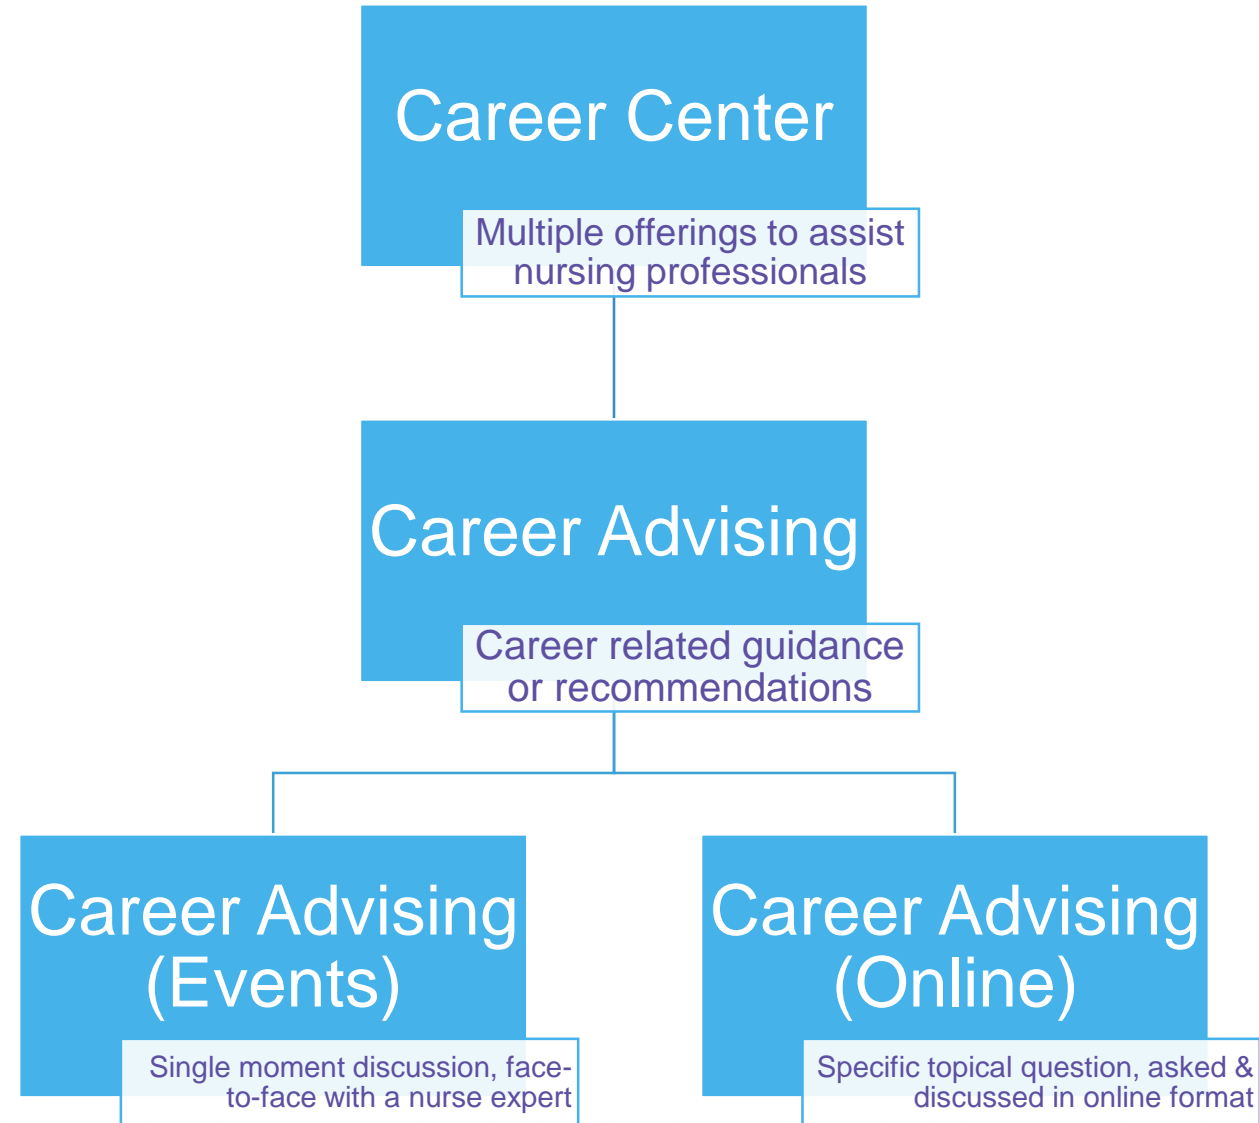 Career Center
Multiple offerings to assist
nursing professionals
Career Advising
Career related guidance
or recommendations
Career Advising
(Events)
Single moment discussion, face-
to-face with a nurse expert
Career Advising
(Online)
Specific topical question, asked &
discussed in online format